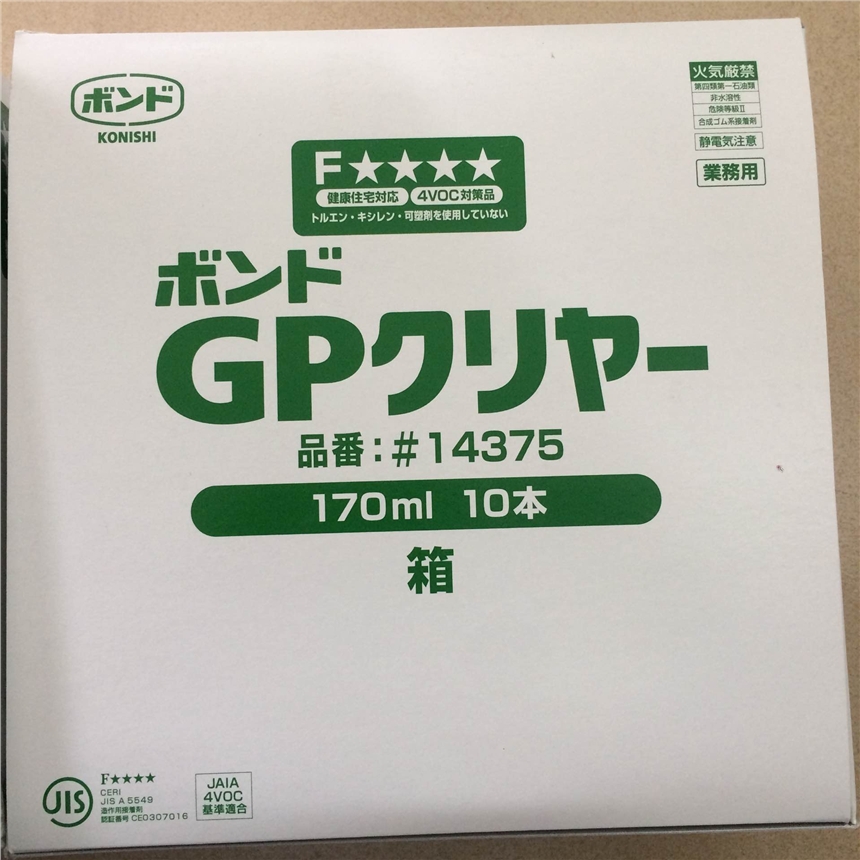 ボンド
KONISHI
火気厳禁
第四類第一石油類
非水溶性
危険等級Ⅱ
合成ゴム系接着剤
静電気注意
業務用
F★★★★
健康住宅対応 4VOC対策品
トルエン・キシレン・可塑剤を使用していない
ボンド
GPクリヤー
品番：#14375
170ml 10本
箱
JIS
F★★★★
CERI
JIS A 5549
造作用接着剤
認証番号 CE0307016
JAIA
4VOC
基準適合